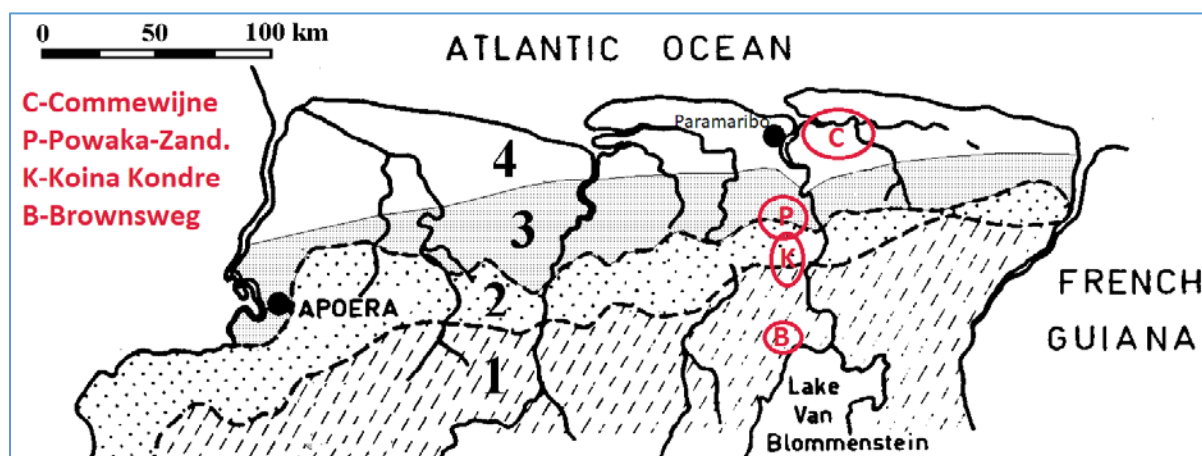 0 50 100 km
ATLANTIC OCEAN
C-Commewijne
P-Powaka-Zand.
K-Koina Kondre
B-Brownsweg
Paramaribo
C
4
P
3
K
FRENCH
GUIANA
2
APOERA
B
1
Lake
Van
Blommenstein